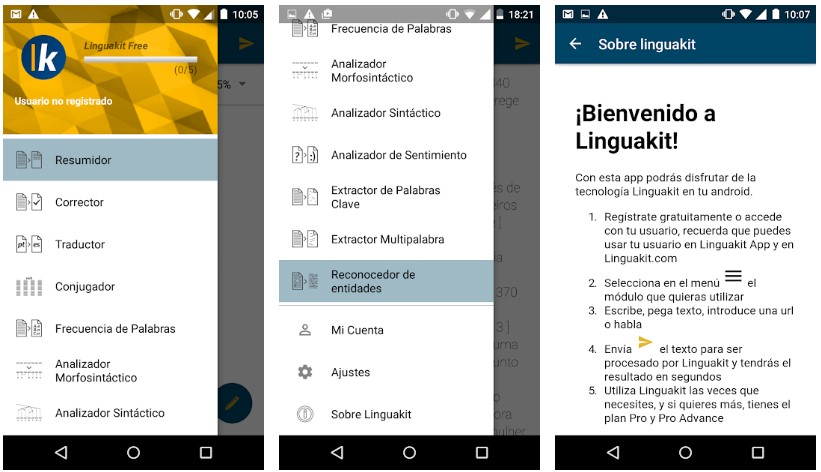 10:05
lk
Linguakit Free
(0/5)
Usuario no registrado
5%
Resumidor
Corrector
pt es
Traductor
Conjugador
Frecuencia de Palabras
Analizador
Morfosintáctico
Analizador Sintáctico
18:21
Frecuencia de Palabras
Analizador
Morfosintáctico
Analizador Sintáctico
? :)
Analizador de Sentimiento
Extractor de Palabras
Clave
Extractor Multipalabra
Reconocedor de
entidades
Mi Cuenta
Ajustes
Sobre Linguakit
10:07
Sobre linguakit
¡Bienvenido a
Linguakit!
Con esta app podrás disfrutar de la
tecnología Linguakit en tu android.
1. Regístrate gratuitamente o accede
con tu usuario, recuerda que puedes
usar tu usuario en Linguakit App y en
Linguakit.com
2. Selecciona en el menú el
módulo que quieras utilizar
3. Escribe, pega texto, introduce una url
o habla
4. Envía el texto para ser
procesado por Linguakit y tendrás el
resultado en segundos
5. Utiliza Linguakit las veces que
necesites, y si quieres más, tienes el
plan Pro y Pro Advance